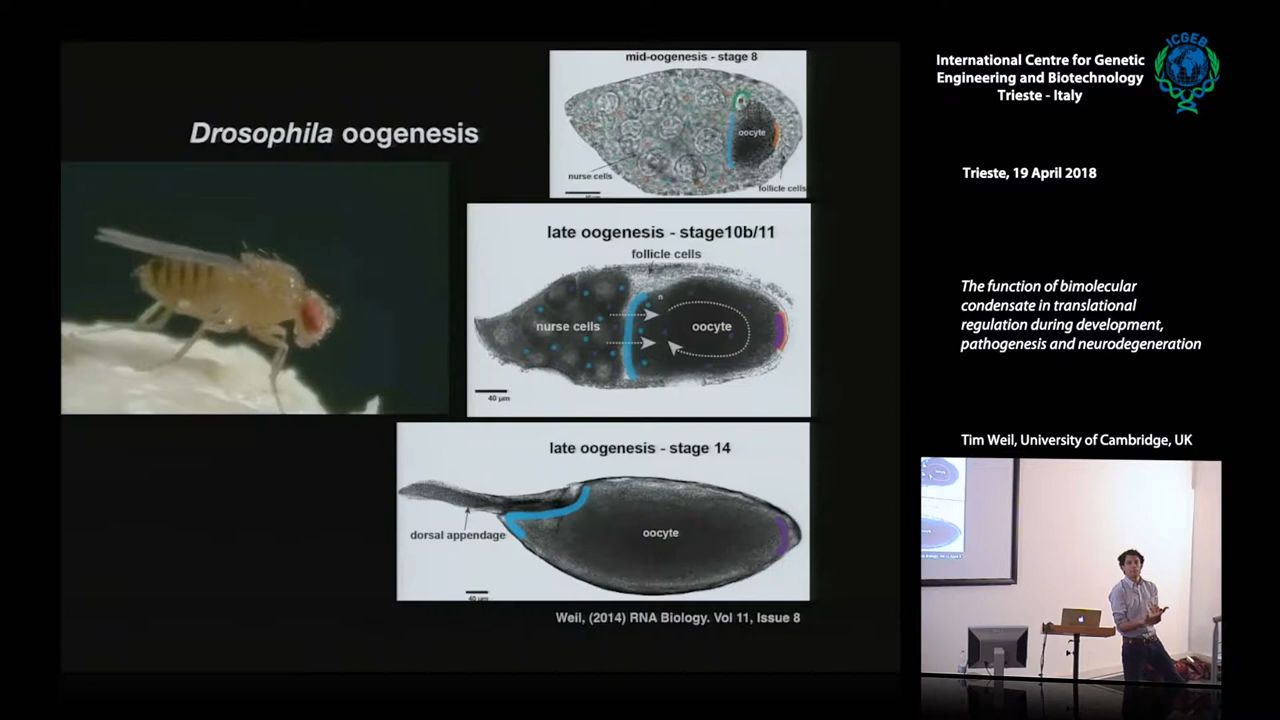 Drosophila oogenesis
mid-oogenesis - stage 8
oocyte
nurse cells
follicle cells
late oogenesis - stage10b/11
follicle cells
n
nurse cells
oocyte
40 µm
late oogenesis - stage 14
dorsal appendage
oocyte
40 µm
Weil, (2014) RNA Biology. Vol 11, Issue 8
International Centre for Genetic
Engineering and Biotechnology
Trieste - Italy
ICGEB
Trieste, 19 April 2018
The function of bimolecular
condensate in translational
regulation during development,
pathogenesis and neurodegeneration
Tim Weil, University of Cambridge, UK